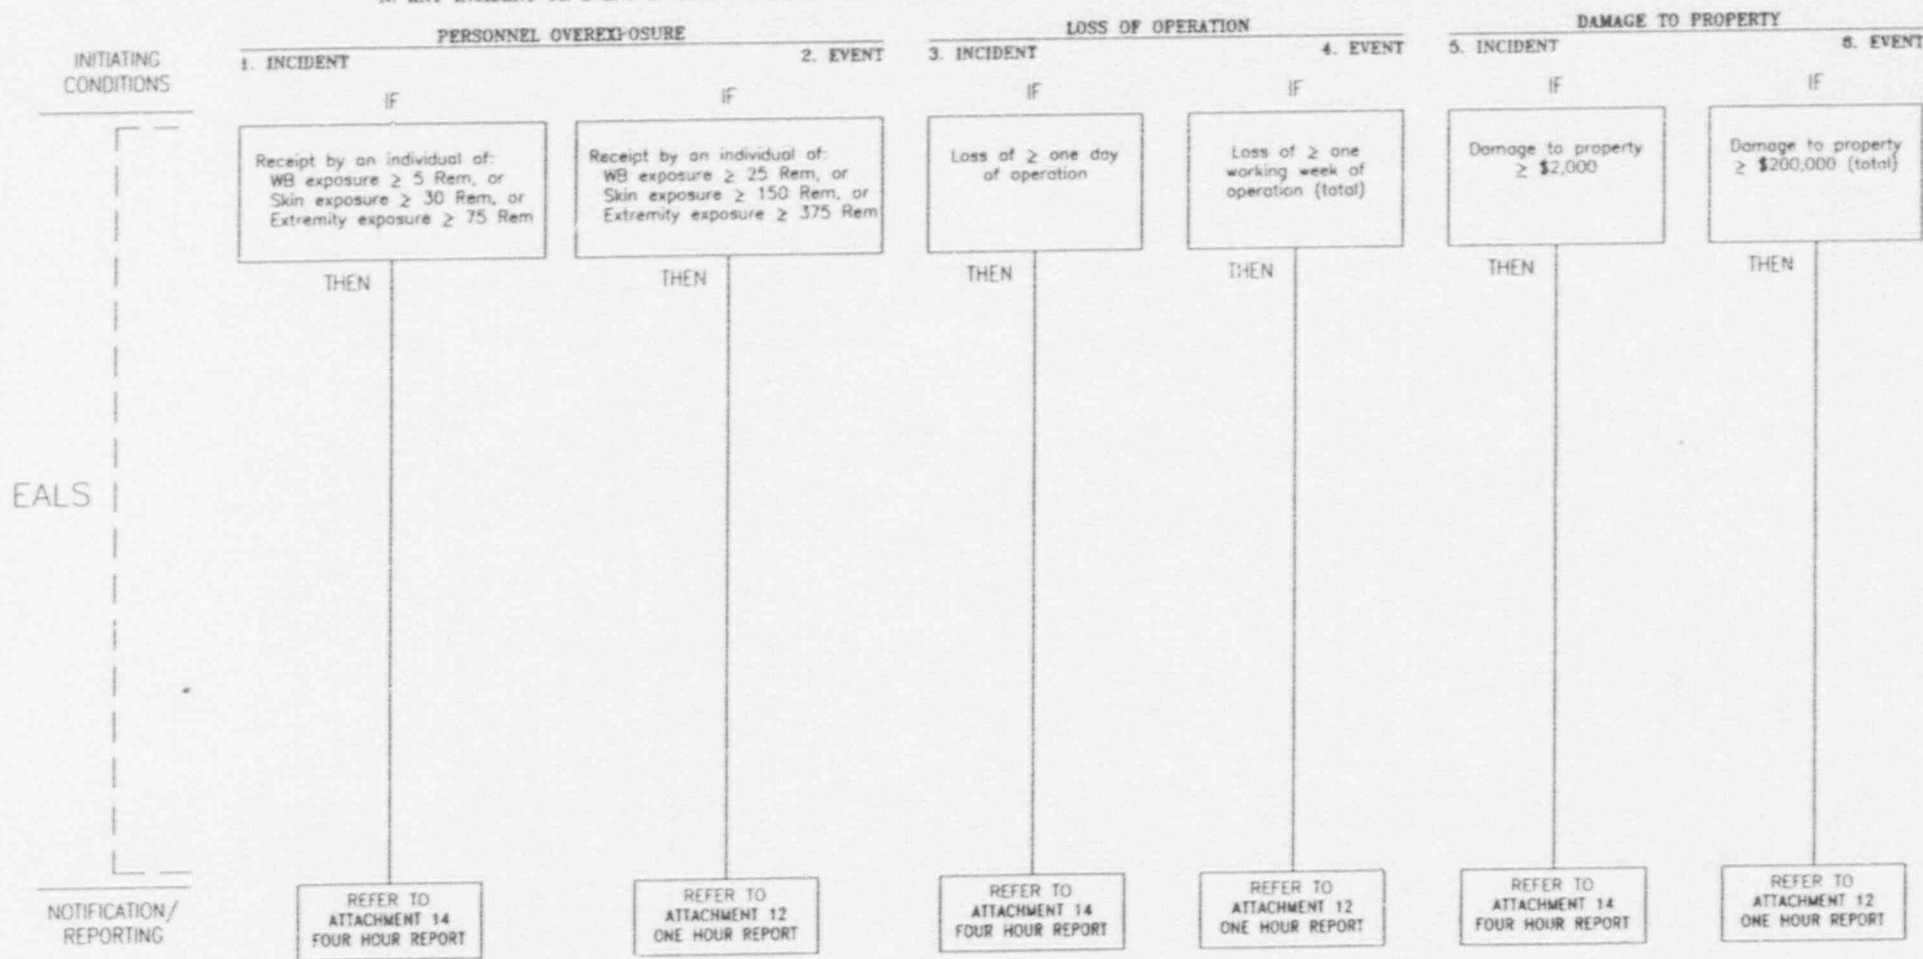 PERSONNEL OVEREXPOSURE
LOSS OF OPERATION
DAMAGE TO PROPERTY
INITIATING
CONDITIONS
1. INCIDENT
2. EVENT
3. INCIDENT
4. EVENT
5. INCIDENT
6. EVENT
IF
IF
IF
IF
IF
IF
Receipt by an individual of:
WB exposure ≥ 5 Rem, or
Skin exposure ≥ 30 Rem, or
Extremity exposure ≥ 75 Rem
Receipt by an individual of:
WB exposure ≥ 25 Rem, or
Skin exposure ≥ 150 Rem, or
Extremity exposure ≥ 375 Rem
Loss of ≥ one day
of operation
Loss of ≥ one
working week of
operation (total)
Damage to property
≥ $2,000
Damage to property
≥ $200,000 (total)
THEN
THEN
THEN
THEN
THEN
THEN
EALS
NOTIFICATION/
REPORTING
REFER TO
ATTACHMENT 14
FOUR HOUR REPORT
REFER TO
ATTACHMENT 12
ONE HOUR REPORT
REFER TO
ATTACHMENT 14
FOUR HOUR REPORT
REFER TO
ATTACHMENT 12
ONE HOUR REPORT
REFER TO
ATTACHMENT 14
FOUR HOUR REPORT
REFER TO
ATTACHMENT 12
ONE HOUR REPORT